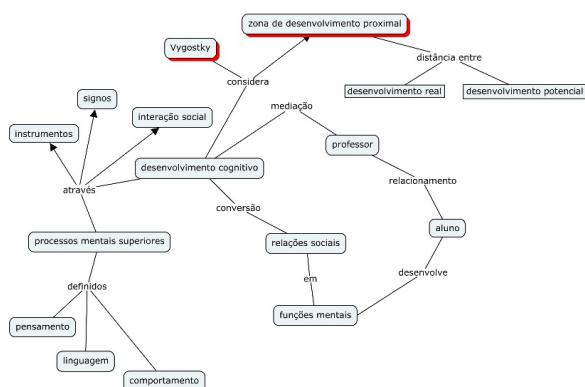 zona de desenvolvimento proximal
Vygostky
distância entre
considera
desenvolvimento real
desenvolvimento potencial
signos
mediação
interação social
instrumentos
professor
desenvolvimento cognitivo
relacionamento
através
conversão
aluno
processos mentais superiores
relações sociais
desenvolve
em
definidos
funções mentais
pensamento
linguagem
comportamento